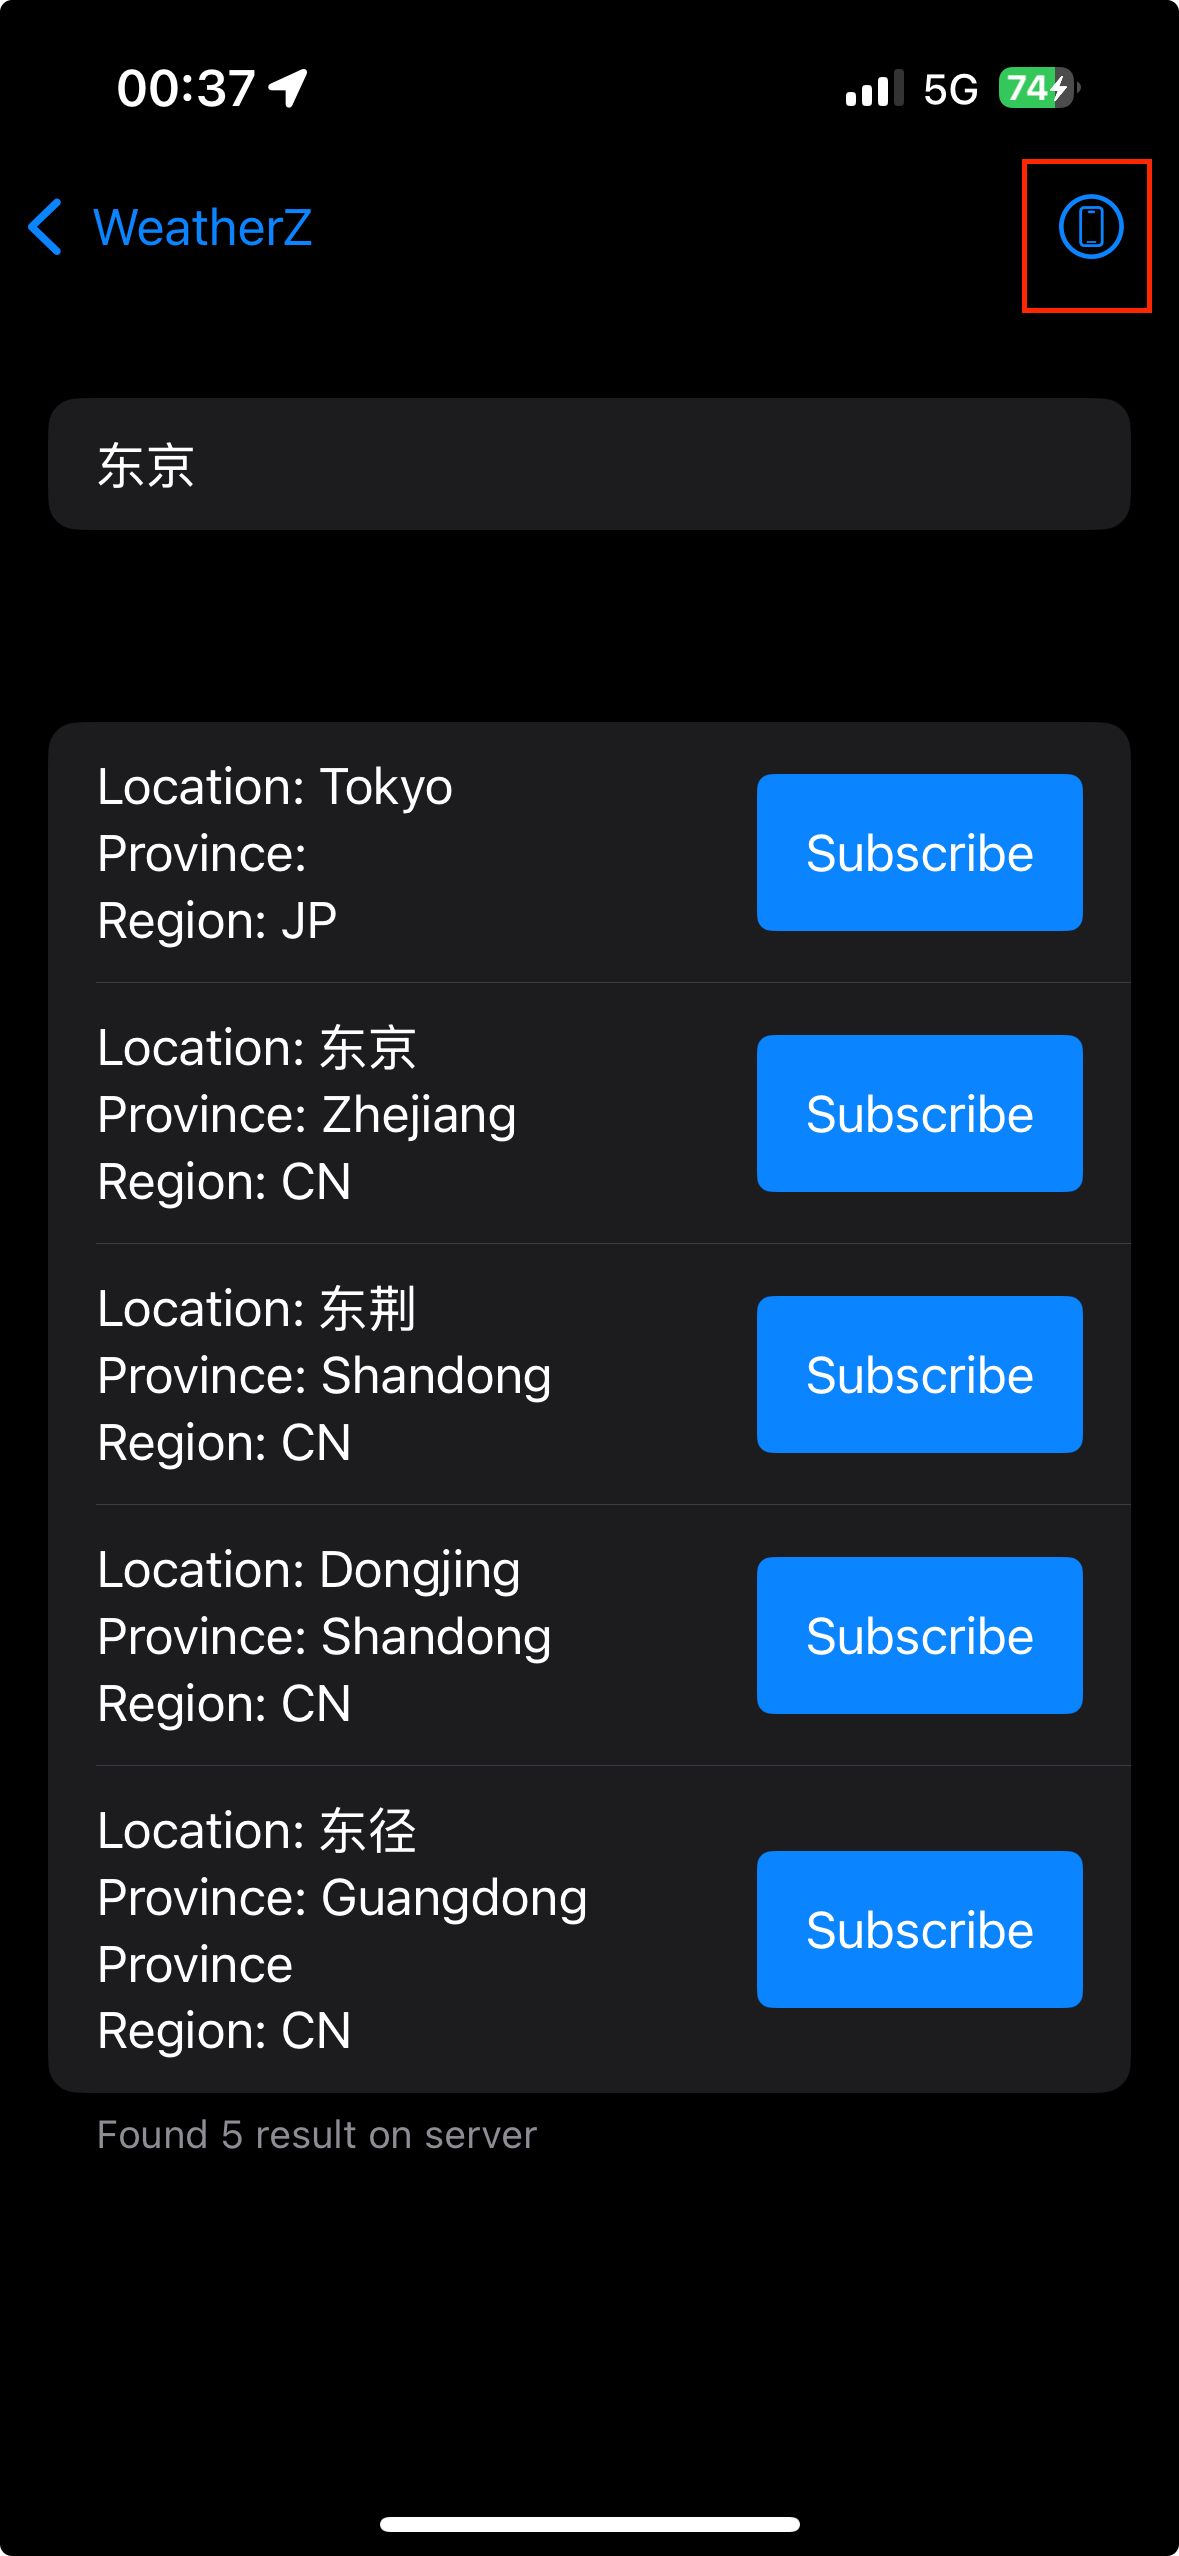 00:37
5G
74
WeatherZ
东京
Location: Tokyo
Province:
Region: JP
Subscribe
Location: 东京
Province: Zhejiang
Region: CN
Subscribe
Location: 东荆
Province: Shandong
Region: CN
Subscribe
Location: Dongjing
Province: Shandong
Region: CN
Subscribe
Location: 东径
Province: Guangdong
Province
Region: CN
Subscribe
Found 5 result on server